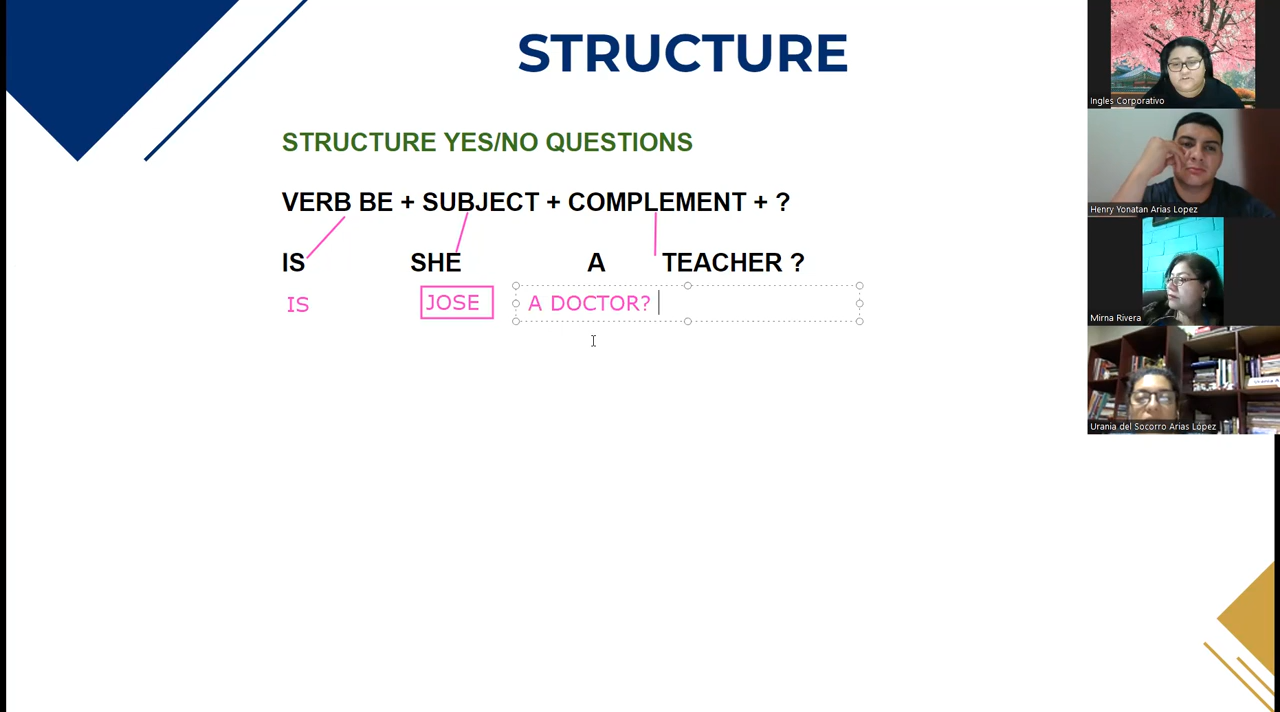 STRUCTURE
STRUCTURE YES/NO QUESTIONS
VERB BE + SUBJECT + COMPLEMENT + ?
IS SHE A TEACHER ?
IS JOSE A DOCTOR?
Ingles Corporativo
Henry Yonatan Arias Lopez
Mirna Rivera
Urania del Socorro Arias López